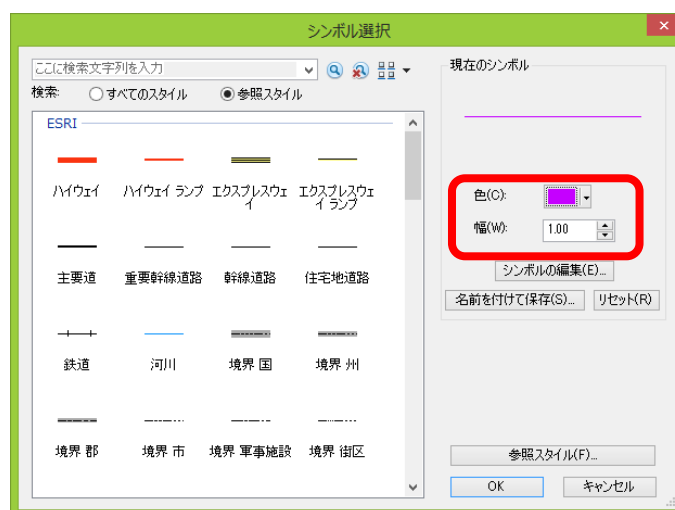 シンボル選択
ここに検索文字列を入力
検索:
すべてのスタイル
参照スタイル
ESRI
ハイウェイ
ハイウェイ ランプ
エクスプレスウェ
イ
エクスプレスウェ
イ ランプ
主要道
重要幹線道路
幹線道路
住宅地道路
鉄道
河川
境界 国
境界 州
境界 郡
境界 市
境界 軍事施設
境界 街区
現在のシンボル
色(C):
幅(W):
1.00
シンボルの編集(E)...
名前を付けて保存(S)...
リセット(R)
参照スタイル(F)...
OK
キャンセル